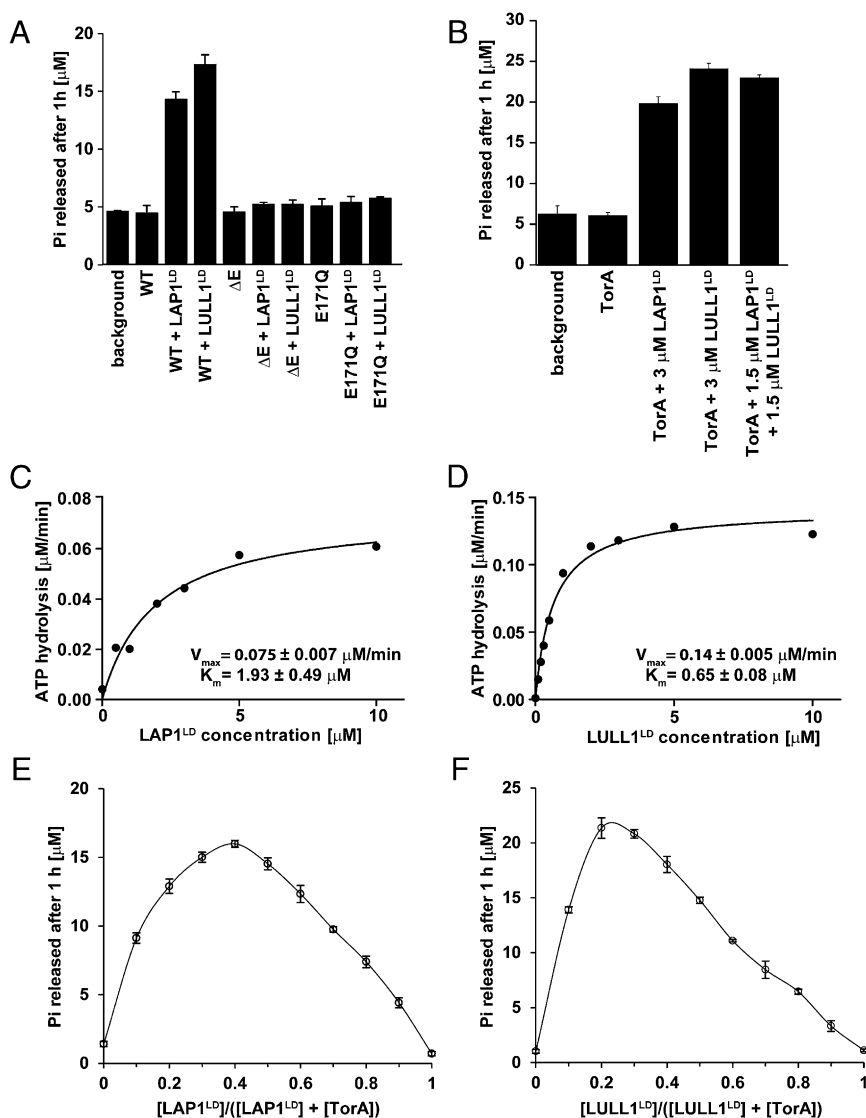 A
Pi released after 1h [μM]
20
15
10
5
0
background
WT
WT + LAP1ᴸᴰ
WT + LULL1ᴸᴰ
ΔE
ΔE + LAP1ᴸᴰ
ΔE + LULL1ᴸᴰ
E171Q
E171Q + LAP1ᴸᴰ
E171Q + LULL1ᴸᴰ
B
Pi released after 1 h [μM]
30
25
20
15
10
5
0
background
TorA
TorA + 3 μM LAP1ᴸᴰ
TorA + 3 μM LULL1ᴸᴰ
TorA + 1.5 μM LAP1ᴸᴰ
+ 1.5 μM LULL1ᴸᴰ
C
ATP hydrolysis [μM/min]
0.08
0.06
0.04
0.02
0.00
Vmax= 0.075 ± 0.007 μM/min
Km= 1.93 ± 0.49 μM
0 5 10
LAP1ᴸᴰ concentration [μM]
D
ATP hydrolysis [μM/min]
0.15
0.10
0.05
0.00
Vmax= 0.14 ± 0.005 μM/min
Km= 0.65 ± 0.08 μM
0 5 10
LULL1ᴸᴰ concentration [μM]
E
Pi released after 1 h [μM]
20
15
10
5
0
0 0.2 0.4 0.6 0.8 1
[LAP1ᴸᴰ]/([LAP1ᴸᴰ] + [TorA])
F
Pi released after 1 h [μM]
25
20
15
10
5
0
0 0.2 0.4 0.6 0.8 1
[LULL1ᴸᴰ]/([LULL1ᴸᴰ] + [TorA])